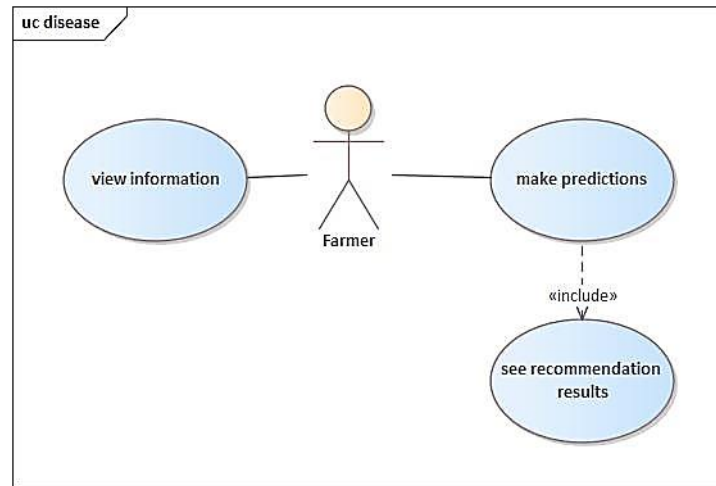 uc disease
view information
Farmer
make predictions
«include»
see recommendation
results